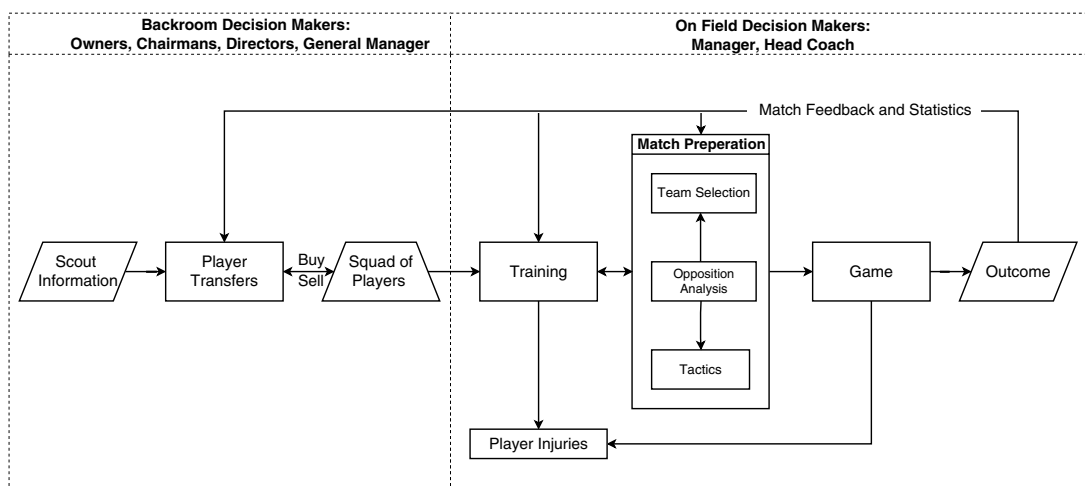 Backroom Decision Makers:
Owners, Chairmans, Directors, General Manager
On Field Decision Makers:
Manager, Head Coach
Match Feedback and Statistics
Match Preperation
Team Selection
Scout
Information
Player
Transfers
Buy
Sell
Squad of
Players
Training
Opposition
Analysis
Game
Outcome
Tactics
Player Injuries